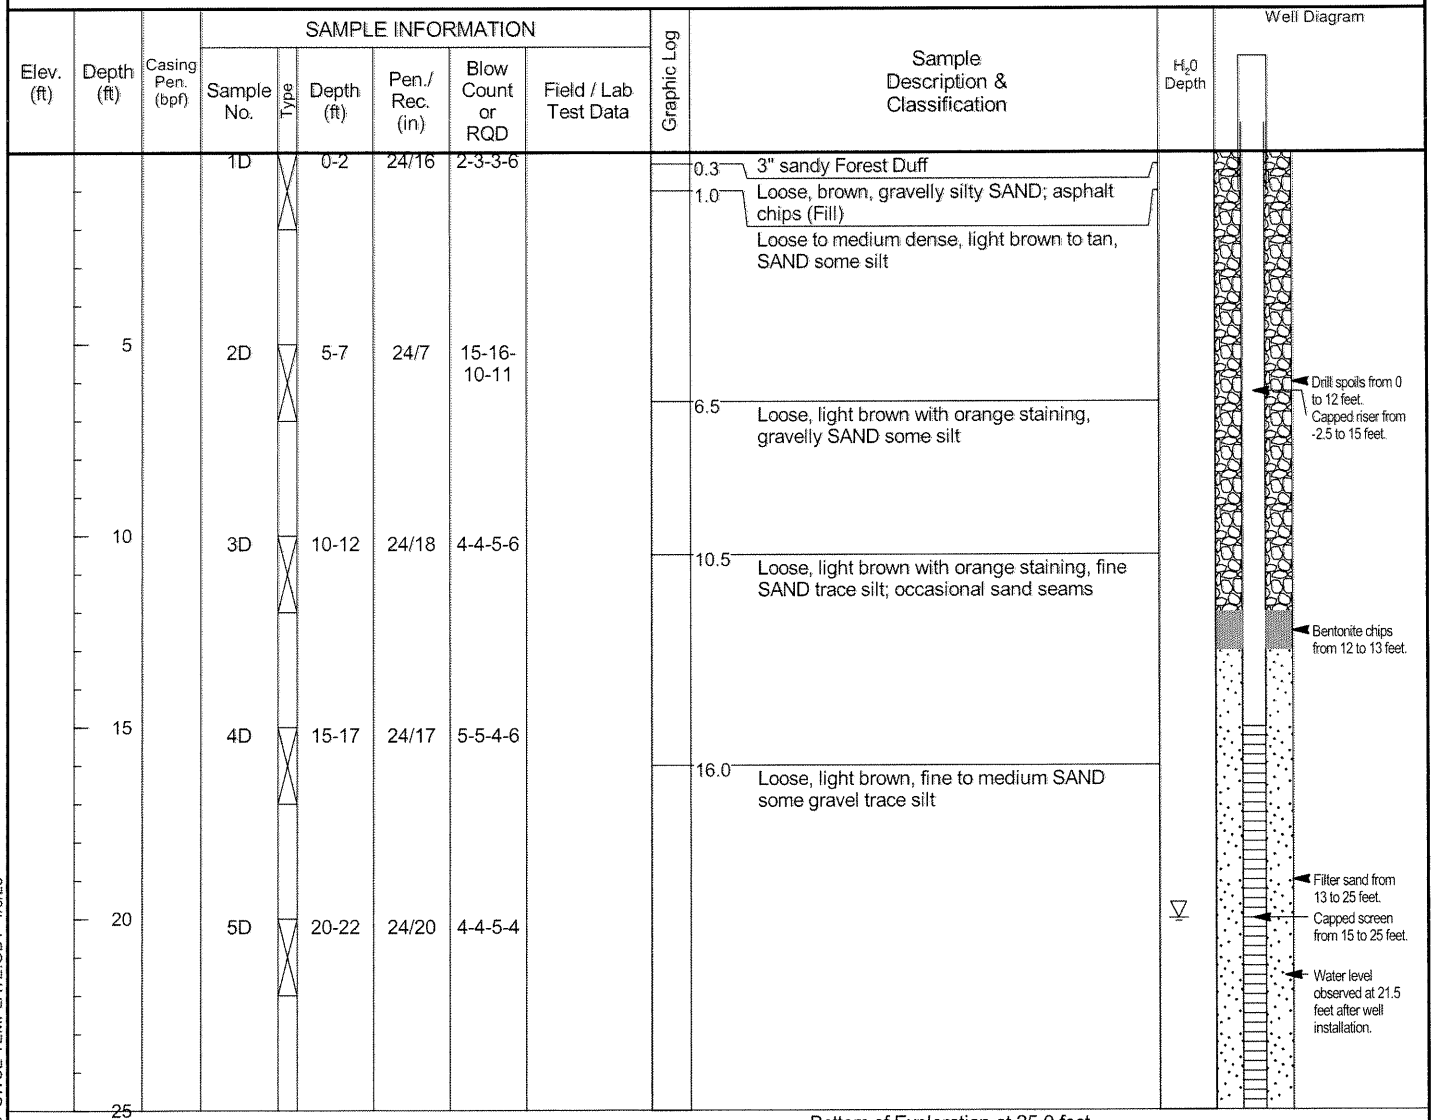 Well Diagram
SAMPLE INFORMATION
Elev.
(ft)
Depth
(ft)
Casing
Pen.
(bpf)
Sample
No.
Type
Depth
(ft)
Pen./
Rec.
(in)
Blow
Count
or
RQD
Field / Lab
Test Data
Graphic Log
Sample
Description &
Classification
H₂0
Depth
1D 0-2 24/16 2-3-3-6
0.3 3" sandy Forest Duff
1.0 Loose, brown, gravelly silty SAND; asphalt
chips (Fill)
Loose to medium dense, light brown to tan,
SAND some silt
5 2D 5-7 24/7 15-16-
10-11
Drill spoils from 0
to 12 feet.
Capped riser from
-2.5 to 15 feet.
6.5 Loose, light brown with orange staining,
gravelly SAND some silt
10 3D 10-12 24/18 4-4-5-6
10.5 Loose, light brown with orange staining, fine
SAND trace silt; occasional sand seams
Bentonite chips
from 12 to 13 feet.
15 4D 15-17 24/17 5-5-4-6
16.0 Loose, light brown, fine to medium SAND
some gravel trace silt
Filter sand from
13 to 25 feet.
20 5D 20-22 24/20 4-4-5-4
Capped screen
from 15 to 25 feet.
Water level
observed at 21.5
feet after well
installation.
25
Bottom of Exploration at 25.0 feet